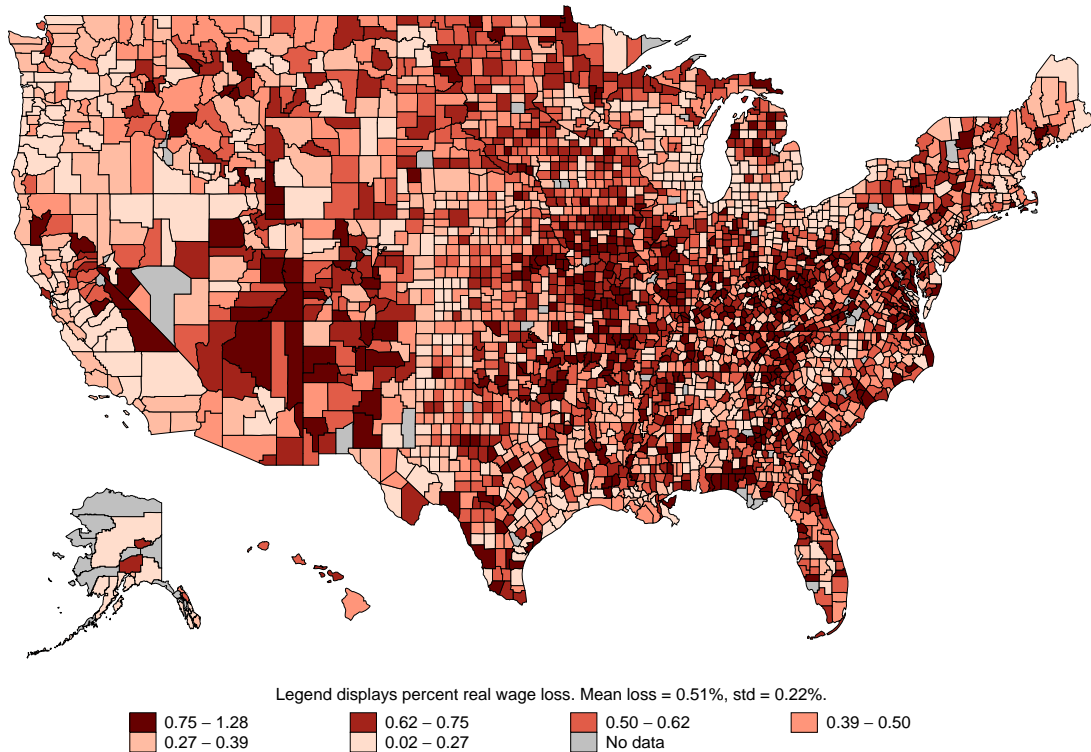 Legend displays percent real wage loss. Mean loss = 0.51%, std = 0.22%.
0.75 – 1.28 0.62 – 0.75 0.50 – 0.62 0.39 – 0.50
0.27 – 0.39 0.02 – 0.27 No data